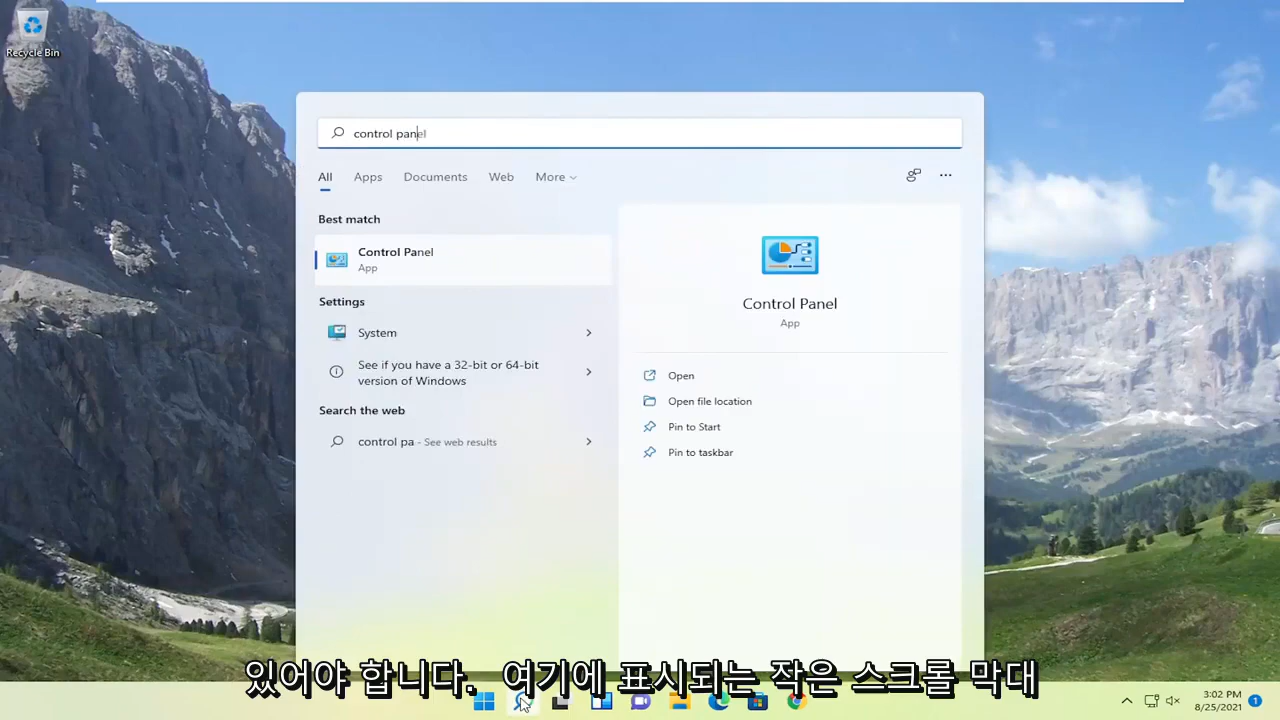 Recycle Bin
control panel
All
Apps
Documents
Web
More
Best match
Control Panel
App
Settings
System
See if you have a 32-bit or 64-bit
version of Windows
Search the web
control pa - See web results
Control Panel
App
Open
Open file location
Pin to Start
Pin to taskbar
있어야 합니다. 여기에 표시되는 작은 스크롤 막대
3:02 PM
8/25/2021
1